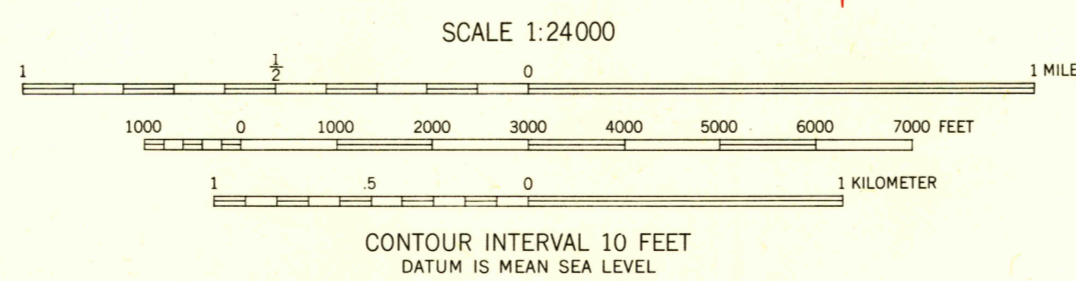 SCALE 1:24000
1 1/2 0 1 MILE
1000 0 1000 2000 3000 4000 5000 6000 7000 FEET
1 .5 0 1 KILOMETER
CONTOUR INTERVAL 10 FEET
DATUM IS MEAN SEA LEVEL